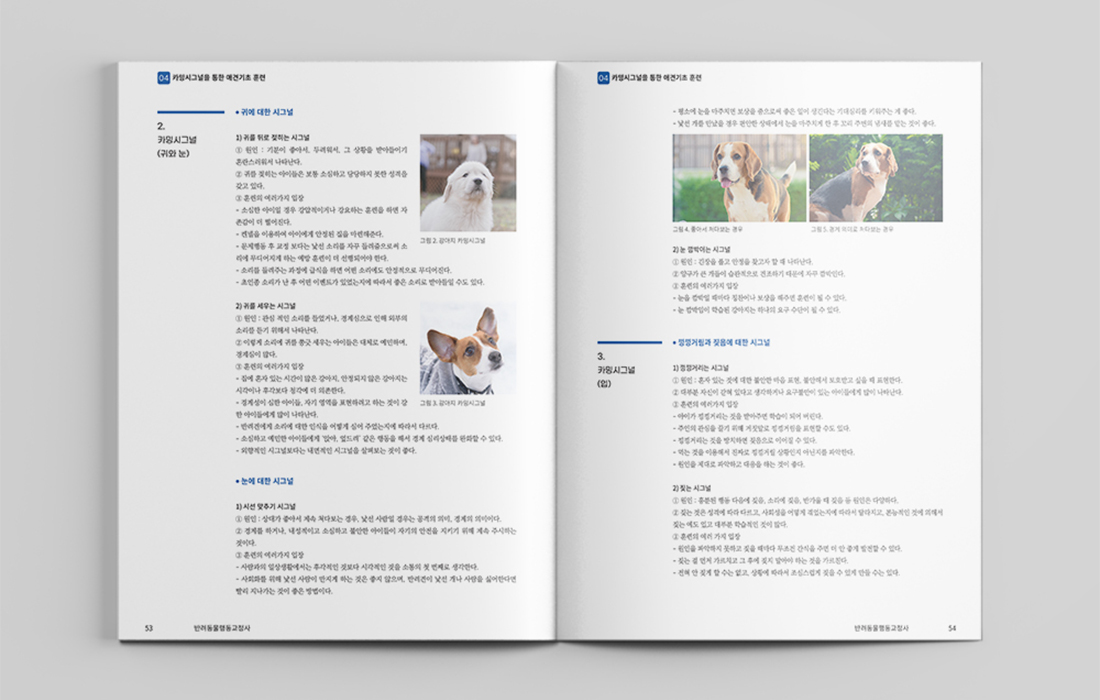 04 카밍시그널을 통한 애견기초 훈련
2.
카밍시그널
(귀와 눈)
• 귀에 대한 시그널
1) 귀를 뒤로 젖히는 시그널
① 원인 : 기분이 좋아서, 두려워서, 그 상황을 받아들이기
혼란스러워서 나타난다.
② 귀를 젖히는 아이들은 보통 소심하고 당당하지 못한 성격을
갖고 있다.
③ 훈련의 여러가지 입장
- 소심한 아이일 경우 강압적이거나 강요하는 훈련을 하면 자
존감이 더 떨어진다.
- 켄넬을 이용하여 아이에게 안정된 집을 마련해준다.
- 문제행동 후 교정 보다는 낯선 소리를 자꾸 들려줌으로써 소
리에 무디어지게 하는 예방 훈련이 더 선행되어야 한다.
- 소리를 들려주는 과정에 급식을 하면 어떤 소리에도 안정적으로 무디어진다.
- 초인종 소리가 난 후 어떤 이벤트가 있었는지에 따라서 좋은 소리로 받아들일 수도 있다.
그림 2. 강아지 카밍시그널
2) 귀를 세우는 시그널
① 원인 : 관심 적인 소리를 들었거나, 경계심으로 인해 외부의
소리를 듣기 위해서 나타난다.
② 이렇게 소리에 귀를 쫑긋 세우는 아이들은 대체로 예민하며,
경계심이 많다.
③ 훈련의 여러가지 입장
- 집에 혼자 있는 시간이 많은 강아지, 안정되지 않은 강아지는
시각이나 후각보다 청각에 더 의존한다.
- 경계성이 심한 아이들, 자기 영역을 표현하려고 하는 것이 강
한 아이들에게 많이 나타난다.
- 반려견에게 소리에 대한 인식을 어떻게 심어 주었는지에 따라서 다르다.
- 소심하고 예민한 아이들에게 '앉아, 엎드려' 같은 행동을 해서 경계 심리상태를 완화할 수 있다.
- 외향적인 시그널보다는 내면적인 시그널을 살펴보는 것이 좋다.
그림 3. 강아지 카밍시그널
• 눈에 대한 시그널
1) 시선 맞추기 시그널
① 원인 : 상대가 좋아서 계속 쳐다보는 경우, 낯선 사람일 경우는 공격의 의미, 경계의 의미이다.
② 경계를 하거나, 내성적이고 소심하고 불안한 아이들이 자기의 안전을 지키기 위해 계속 주시하는
것이다.
③ 훈련의 여러가지 입장
- 사람과의 일상생활에서는 후각적인 것보다 시각적인 것을 소통의 첫 번째로 생각한다.
- 사회화를 위해 낯선 사람이 만지게 하는 것은 좋지 않으며, 반려견이 낯선 개나 사람을 싫어한다면
빨리 지나가는 것이 좋은 방법이다.
53 반려동물행동교정사
04 카밍시그널을 통한 애견기초 훈련
- 평소에 눈을 마주치면 보상을 줌으로써 좋은 일이 생긴다는 기대심리를 키워주는 게 좋다.
- 낯선 개를 만났을 경우 편안한 상태에서 눈을 마주치게 한 후 꼬리 주변의 냄새를 맡는 것이 좋다.
그림 4. 좋아서 쳐다보는 경우
그림 5. 경계 의미로 쳐다보는 경우
2) 눈 깜박이는 시그널
① 원인 : 긴장을 풀고 안정을 찾고자 할 때 나타난다.
② 안구가 큰 개들이 습관적으로 건조하기 때문에 자꾸 깜박인다.
③ 훈련의 여러가지 입장
- 눈을 깜박일 때마다 칭찬이나 보상을 해주면 훈련이 될 수 있다.
- 눈 깜박임이 학습된 강아지는 하나의 요구 수단이 될 수 있다.
3.
카밍시그널
(입)
• 낑낑거림과 짖음에 대한 시그널
1) 낑낑거리는 시그널
① 원인 : 혼자 있는 것에 대한 불안한 마음 표현, 불안에서 보호받고 싶을 때 표현한다.
② 대부분 자신이 갇혀 있다고 생각하거나 요구불만이 있는 아이들에게 많이 나타난다.
③ 훈련의 여러가지 입장
- 아이가 낑낑거리는 것을 받아주면 학습이 되어 버린다.
- 주인의 관심을 끌기 위해 거짓말로 낑낑거림을 표현할 수도 있다.
- 낑낑거리는 것을 방치하면 짖음으로 이어질 수 있다.
- 먹는 것을 이용해서 진짜로 낑낑거릴 상황인지 아닌지를 파악한다.
- 원인을 제대로 파악하고 대응을 하는 것이 좋다.
2) 짖는 시그널
① 원인 : 흥분된 행동 다음에 짖음, 소리에 짖음, 반가울 때 짖음 등 원인은 다양하다.
② 짖는 것은 성격에 따라 다르고, 사회성을 어떻게 겪었는지에 따라서 달라지고, 본능적인 것에 의해서
짖는 애도 있고 대부분 학습적인 것이 많다.
③ 훈련의 여러 가지 입장
- 원인을 파악하지 못하고 짖을 때마다 무조건 간식을 주면 더 안 좋게 발전할 수 있다.
- 짖는 걸 먼저 가르치고 그 후에 짖지 말아야 하는 것을 가르친다.
- 전혀 안 짖게 할 수는 없고, 상황에 따라서 조심스럽게 짖을 수 있게 만들 수는 있다.
반려동물행동교정사 54